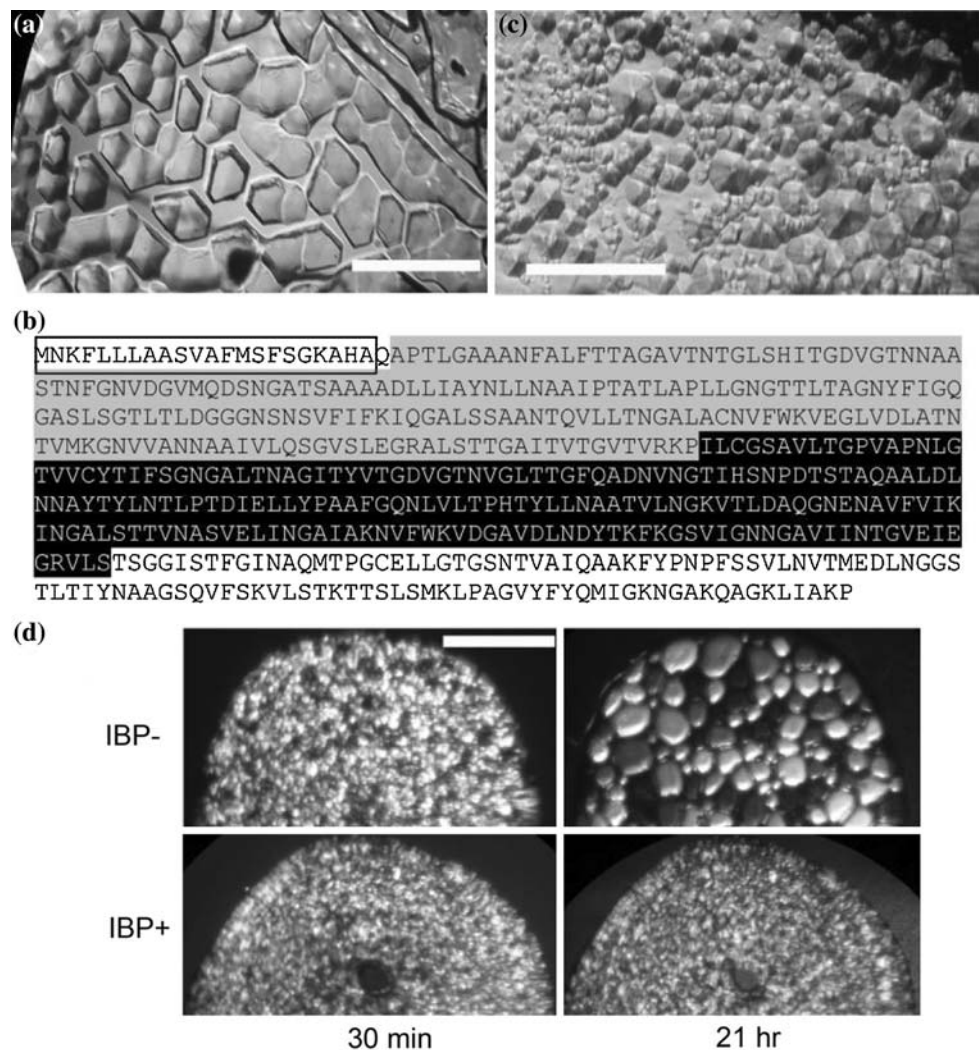 (a)
(c)
(b)
MNKFLLLAASVAFMSFSGKAHAQAPTLGAAANFALFTTAGAVTNTGLSHITGDVGTNNAA
STNFGNVDGVMQDSNGATSAAAADLLIAYNLLNAAIPTATLAPLLGNGTTLTAGNYFIGQ
GASLSGTLTLDGGGNSNSVFIFKIQGALSSAANTQVLLTNGALACNVFWKVEGLVDLATN
TVMKGNVVANNAAIVLQSGVSLEGRALSTTGAITVTGVTVRKPILCGSAVLTGPVAPNLG
TVVCYTIFSGNGALTNAGITYVTGDVGTNVGLTTGFQADNVNGTIHSNPDTSTAQAALDL
NNAYTYLNTLPTDIELLYPAAFGQNLVLTPHTYLLNAATVLNGKVTLDAQGNENAVFVIK
INGALSTTVNASVELINGAIAKNVFWKVDGAVDLNDYTKFKGSVIGNNGAVIINTGVEIE
GRVLSTSGGISTFGINAQMTPGCELLGTGSNTVAIQAAKFYPNPFSSVLNVTMEDLNGGS
TLTIYNAAGSQVFSKVLSTKTTSLSMKLPAGVYFYQMIGKNGAKQAGKLIAKP
(d)
IBP-
IBP+
30 min
21 hr